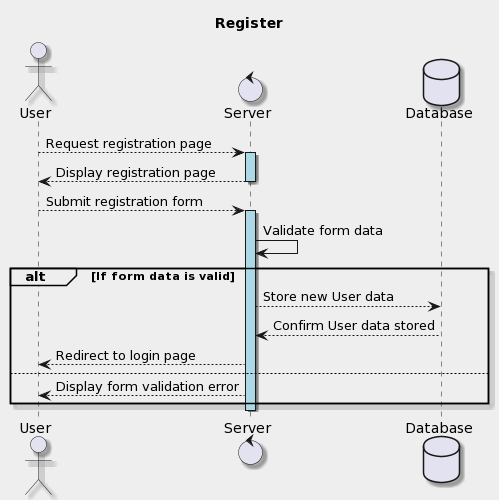 Register
User
Server
Database
Request registration page
Display registration page
Submit registration form
Validate form data
alt
[If form data is valid]
Store new User data
Confirm User data stored
Redirect to login page
Display form validation error
User
Server
Database